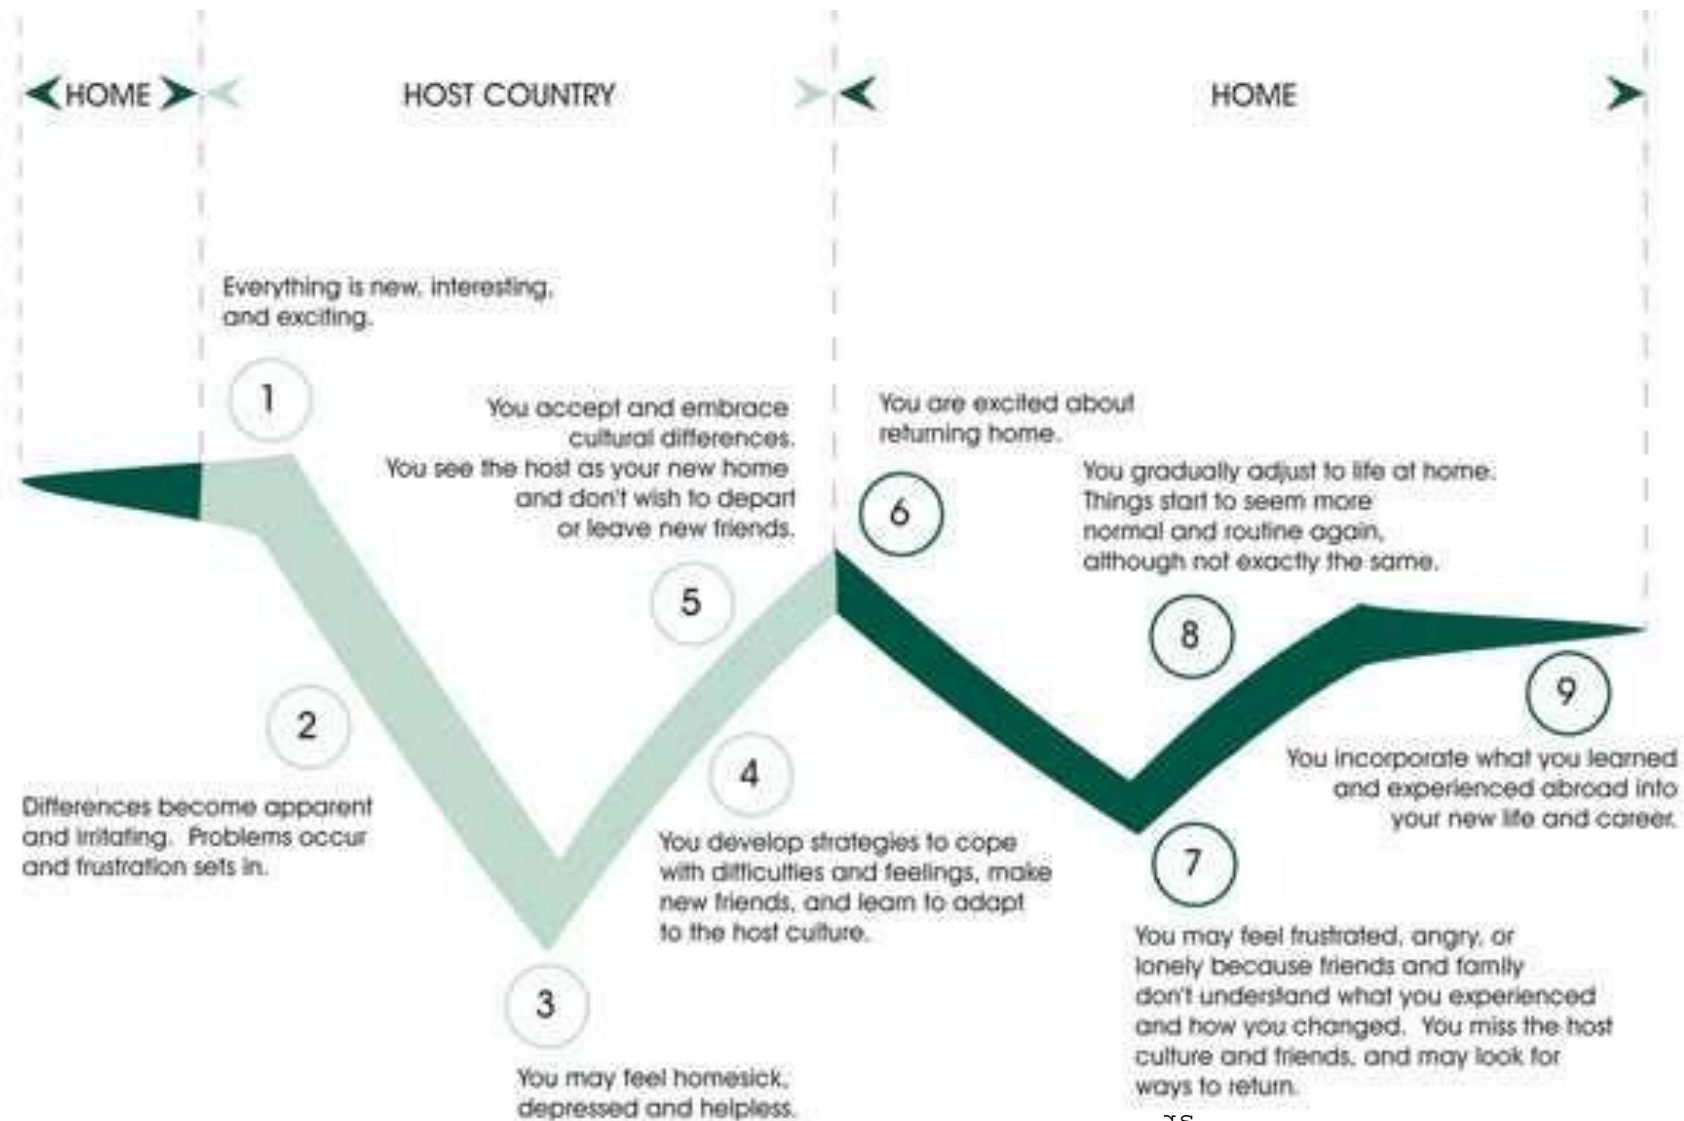 HOME
HOST COUNTRY
HOME
Everything is new, interesting,
and exciting.
1
You accept and embrace
cultural differences.
You see the host as your new home
and don't wish to depart
or leave new friends.
You are excited about
returning home.
6
You gradually adjust to life at home.
Things start to seem more
normal and routine again,
although not exactly the same.
5
8
2
9
4
Differences become apparent
and irritating. Problems occur
and frustration sets in.
You develop strategies to cope
with difficulties and feelings, make
new friends, and learn to adapt
to the host culture.
You incorporate what you learned
and experienced abroad into
your new life and career.
7
3
You may feel frustrated, angry, or
lonely because friends and family
don't understand what you experienced
and how you changed. You miss the host
culture and friends, and may look for
ways to return.
You may feel homesick,
depressed and helpless.